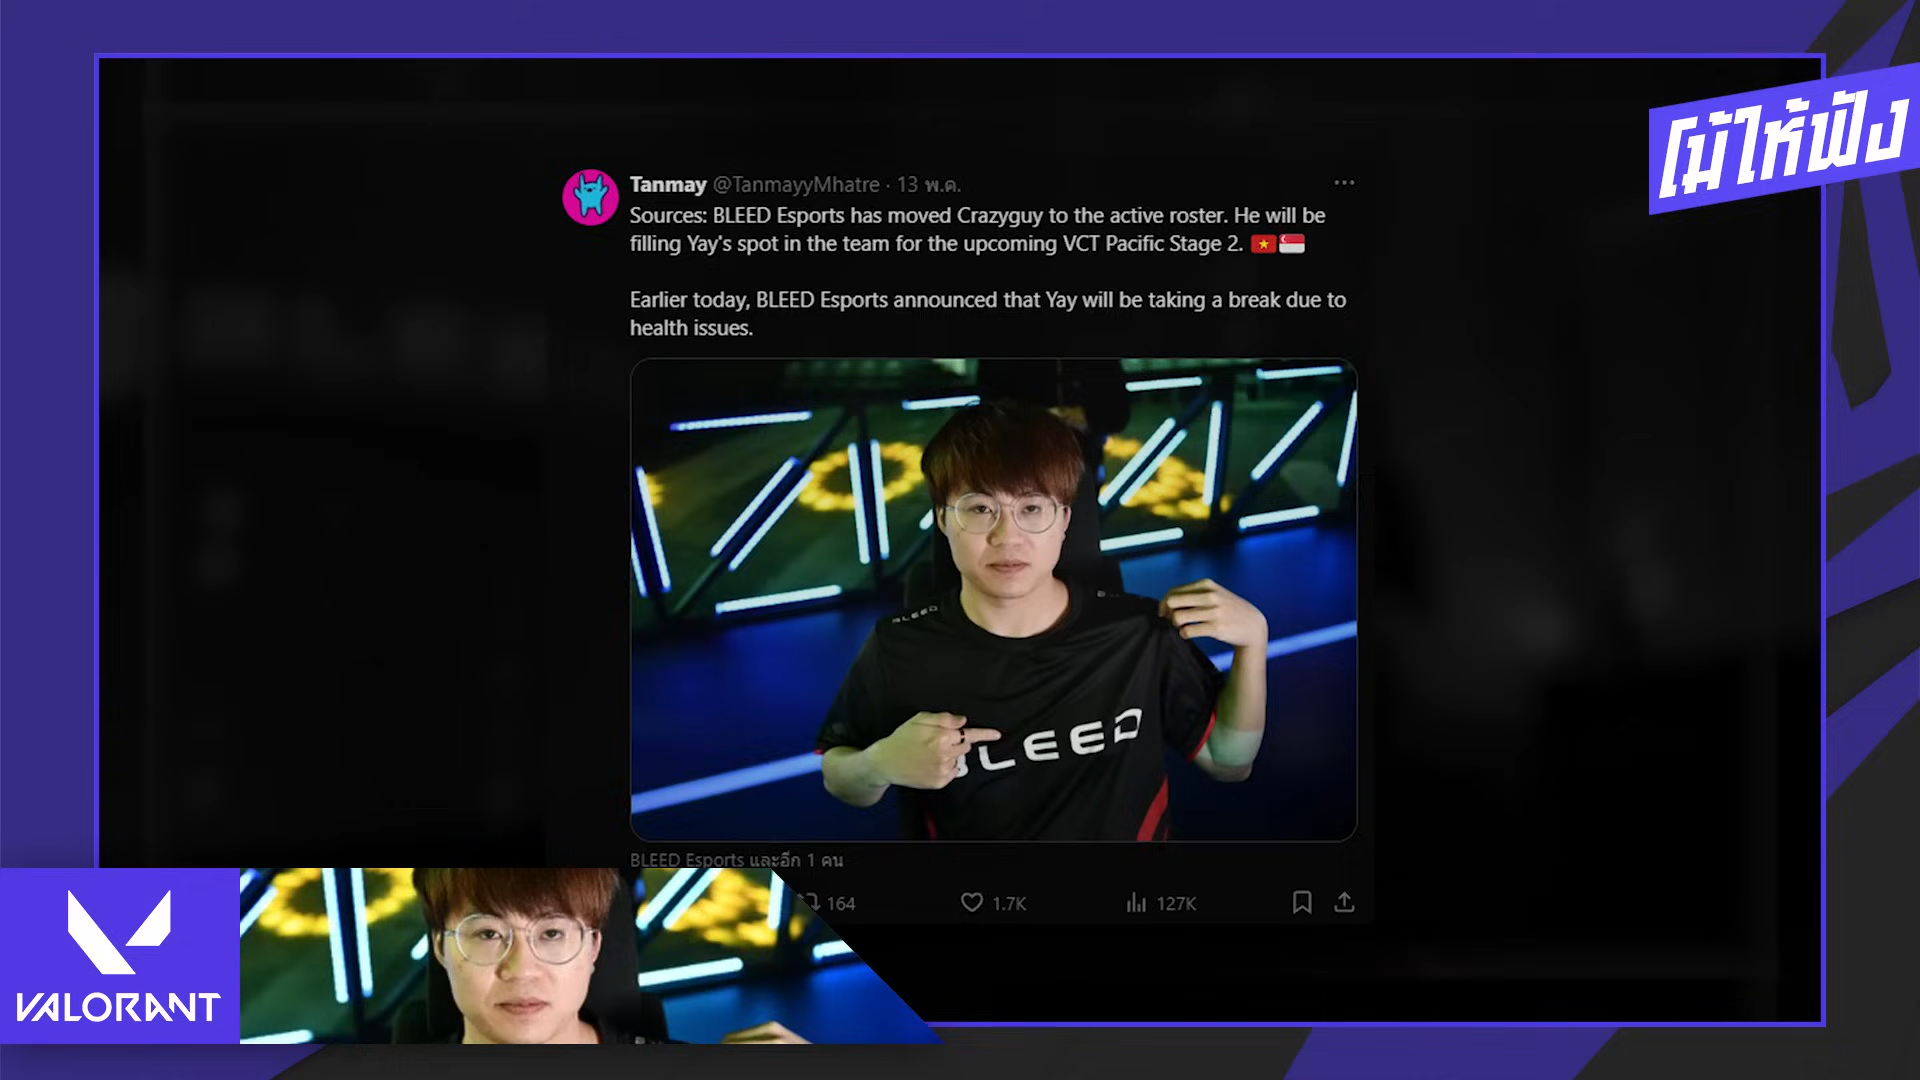 โม้ให้ฟัง
Tanmay @TanmayyMhatre · 13 พ.ค.
Sources: BLEED Esports has moved Crazyguy to the active roster. He will be
filling Yay's spot in the team for the upcoming VCT Pacific Stage 2. 🇻🇳🇸🇬
Earlier today, BLEED Esports announced that Yay will be taking a break due to
health issues.
BLEED
BLEED
BLEED Esports และอีก 1 คน
164 1.7K 127K
VALORANT